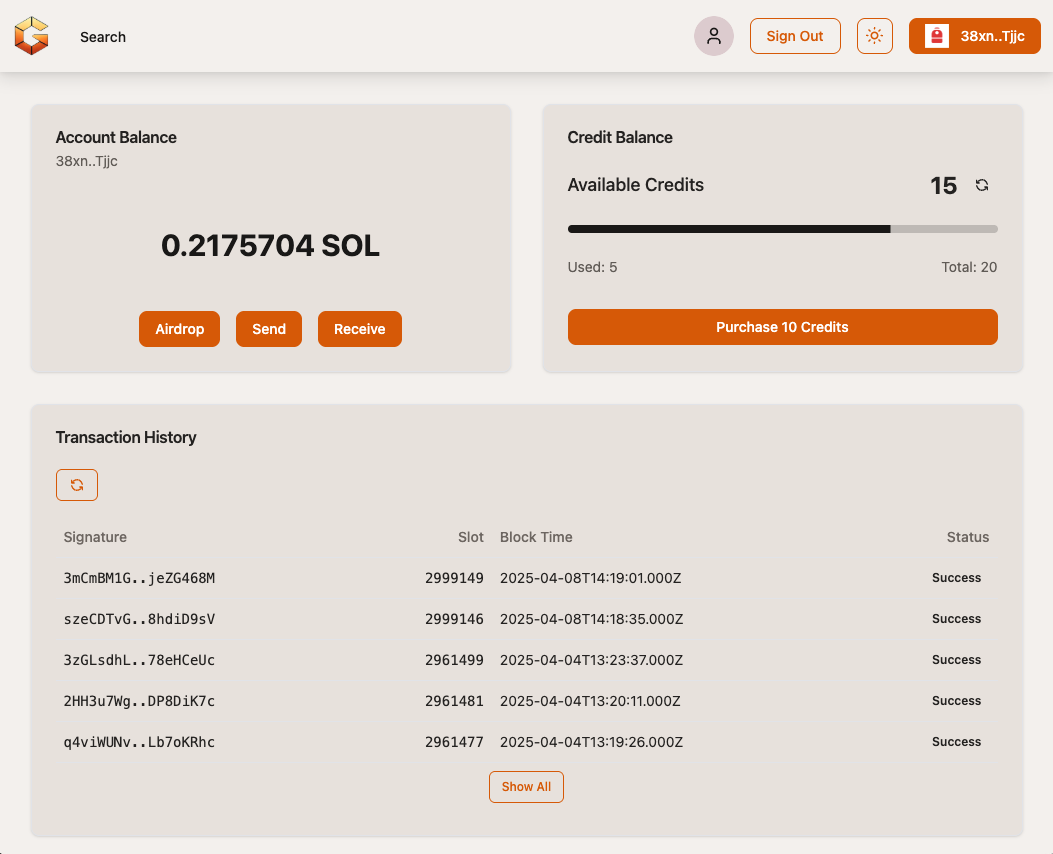 Search
Sign Out
38xn..Tjjc
Account Balance
38xn..Tjjc
0.2175704 SOL
Airdrop Send Receive
Credit Balance
Available Credits 15
Used: 5 Total: 20
Purchase 10 Credits
Transaction History
Signature Slot Block Time Status
3mCmBM1G..jeZG468M 2999149 2025-04-08T14:19:01.000Z Success
szeCDTvG..8hdiD9sV 2999146 2025-04-08T14:18:35.000Z Success
3zGLsdhL..78eHCeUc 2961499 2025-04-04T13:23:37.000Z Success
2HH3u7Wg..DP8DiK7c 2961481 2025-04-04T13:20:11.000Z Success
q4viWUNv..Lb7oKRhc 2961477 2025-04-04T13:19:26.000Z Success
Show All